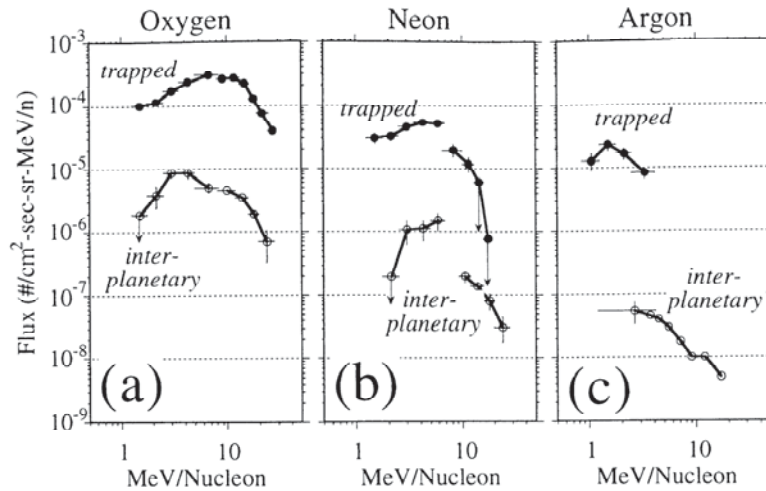 Oxygen
Neon
Argon
Flux (#/cm²-sec-sr-MeV/n)
10⁻³
10⁻⁴
10⁻⁵
10⁻⁶
10⁻⁷
10⁻⁸
10⁻⁹
trapped
inter-
planetary
(a)
1
10
MeV/Nucleon
trapped
inter-
planetary
(b)
1
10
MeV/Nucleon
trapped
inter-
planetary
(c)
1
10
MeV/Nucleon